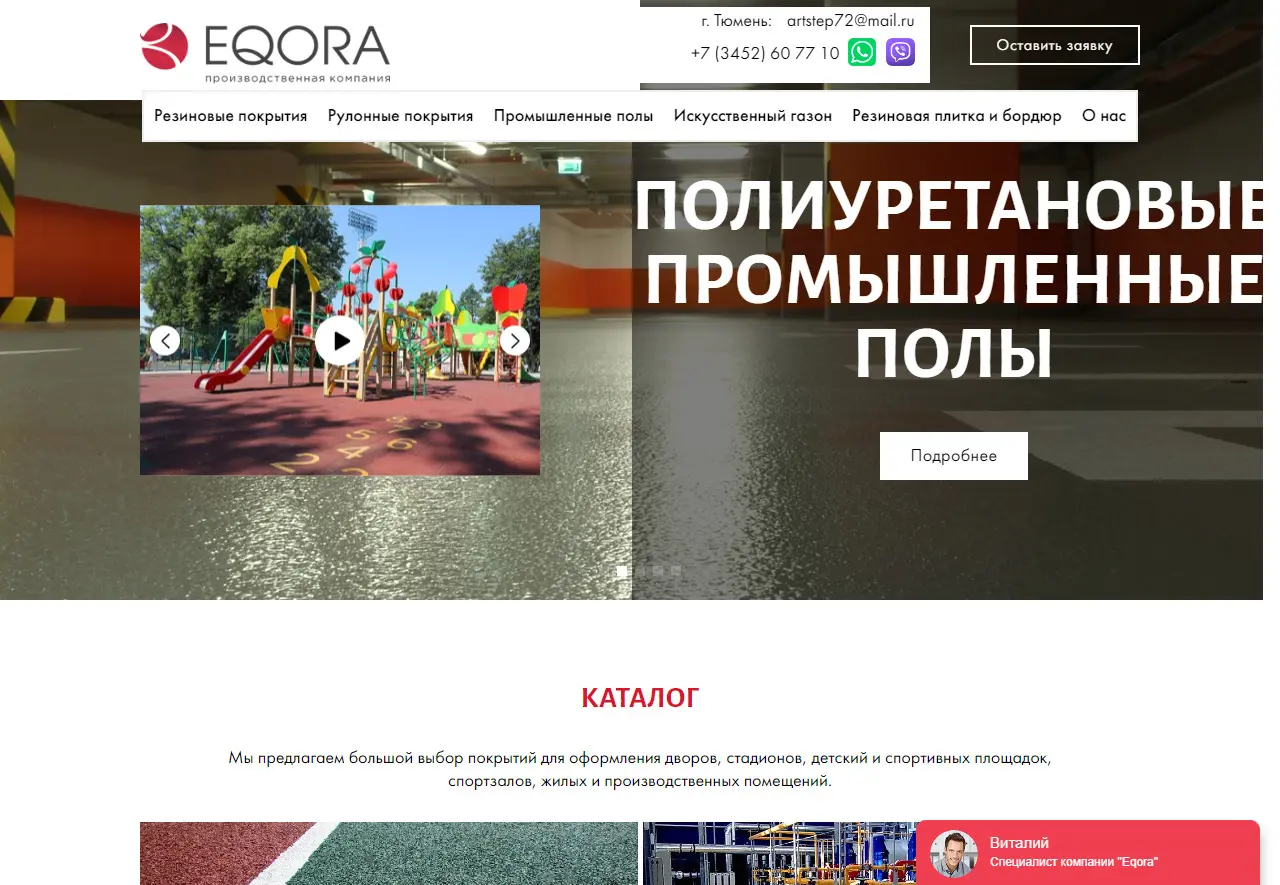 EQORA
производственная компания
г. Тюмень: artstep72@mail.ru
+7 (3452) 60 77 10
Оставить заявку
Резиновые покрытия Рулонные покрытия Промышленные полы Искусственный газон Резиновая плитка и бордюр О нас
ПОЛИУРЕТАНОВЫЕ
ПРОМЫШЛЕННЫЕ
ПОЛЫ
Подробнее
КАТАЛОГ
Мы предлагаем большой выбор покрытий для оформления дворов, стадионов, детский и спортивных площадок,
спортзалов, жилых и производственных помещений.
Виталий
Специалист компании "Eqora"